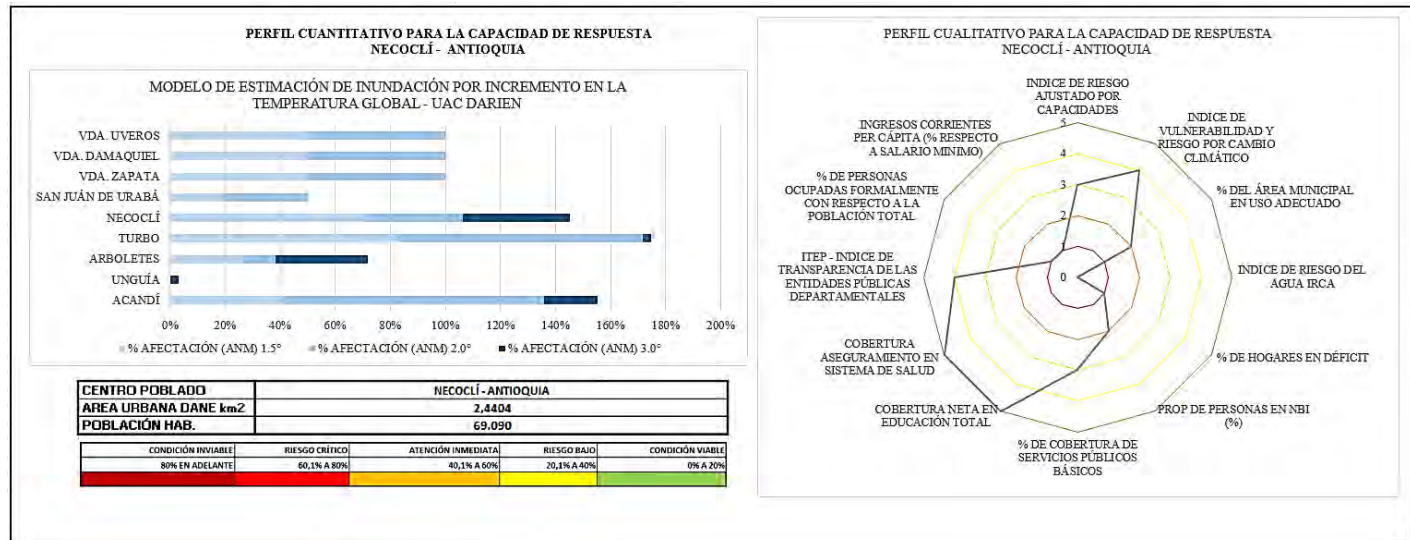 PERFIL CUANTITATIVO PARA LA CAPACIDAD DE RESPUESTA
NECOCLÍ - ANTIOQUIA
MODELO DE ESTIMACIÓN DE INUNDACIÓN POR INCREMENTO EN LA
TEMPERATURA GLOBAL - UAC DARIEN
VDA. UVEROS
VDA. DAMAQUIEL
VDA. ZAPATA
SAN JUÁN DE URABÁ
NECOCLÍ
TURBO
ARBOLETES
UNGUÍA
ACANDÍ
0% 20% 40% 60% 80% 100% 120% 140% 160% 180% 200%
% AFECTACIÓN (ANM) 1.5° % AFECTACIÓN (ANM) 2.0° % AFECTACIÓN (ANM) 3.0°
CENTRO POBLADO NECOCLÍ - ANTIOQUIA
AREA URBANA DANE km2 2,4404
POBLACIÓN HAB. 69.090
CONDICIÓN INVIABLE RIESGO CRÍTICO ATENCIÓN INMEDIATA RIESGO BAJO CONDICIÓN VIABLE
80% EN ADELANTE 60,1% A 80% 40,1% A 60% 20,1% A 40% 0% A 20%
PERFIL CUALITATIVO PARA LA CAPACIDAD DE RESPUESTA
NECOCLÍ - ANTIOQUIA
INDICE DE RIESGO
AJUSTADO POR
CAPACIDADES
INDICE DE
VULNERABILIDAD Y
RIESGO POR CAMBIO
CLIMÁTICO
% DEL ÁREA MUNICIPAL
EN USO ADECUADO
INDICE DE RIESGO DEL
AGUA IRCA
% DE HOGARES EN DÉFICIT
PROP DE PERSONAS EN NBI
(%)
% DE COBERTURA DE
SERVICIOS PÚBLICOS
BÁSICOS
COBERTURA NETA EN
EDUCACIÓN TOTAL
COBERTURA
ASEGURAMIENTO EN
SISTEMA DE SALUD
ITEP - INDICE DE
TRANSPARENCIA DE LAS
ENTIDADES PÚBLICAS
DEPARTAMENTALES
% DE PERSONAS
OCUPADAS FORMALMENTE
CON RESPECTO A LA
POBLACIÓN TOTAL
INGRESOS CORRIENTES
PER CÁPITA (% RESPECTO
A SALARIO MINIMO)
5
4
3
2
1
0